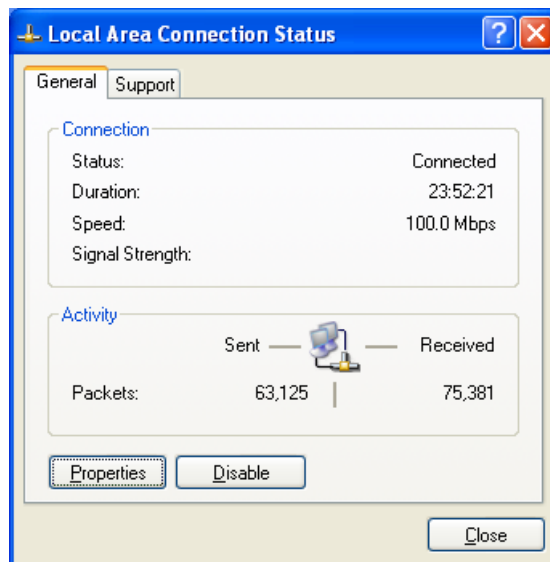 Local Area Connection Status
General Support
Connection
Status: Connected
Duration: 23:52:21
Speed: 100.0 Mbps
Signal Strength:
Activity
Sent Received
Packets: 63,125 75,381
Properties Disable
Close